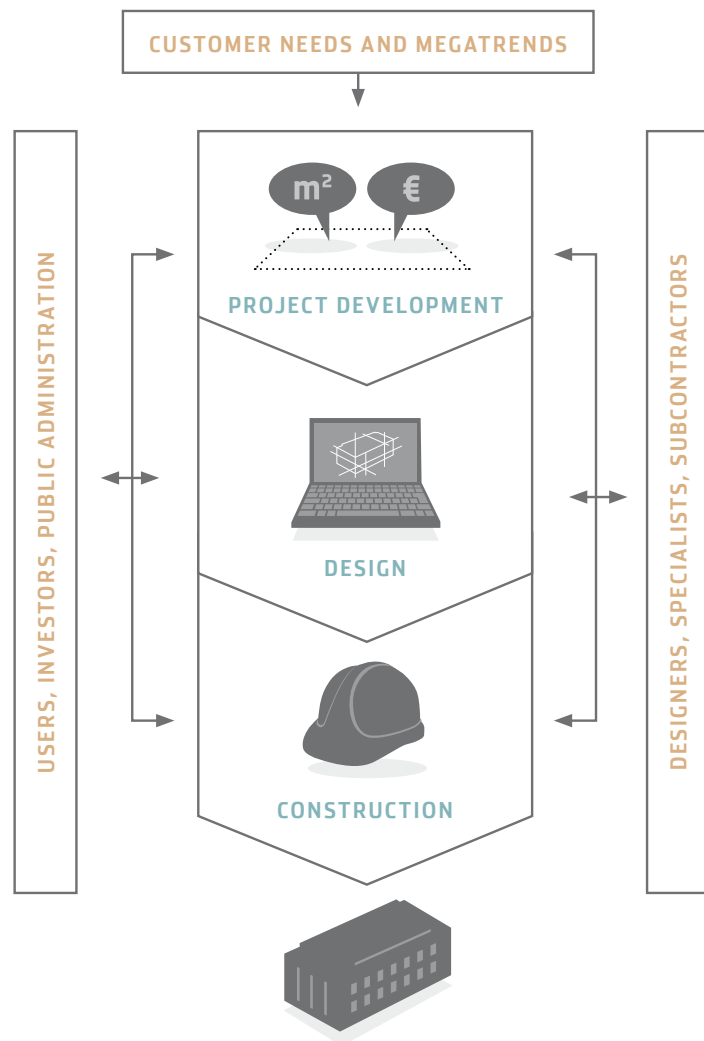 CUSTOMER NEEDS AND MEGATRENDS
m²
€
PROJECT DEVELOPMENT
USERS, INVESTORS, PUBLIC ADMINISTRATION
DESIGN
DESIGNERS, SPECIALISTS, SUBCONTRACTORS
CONSTRUCTION